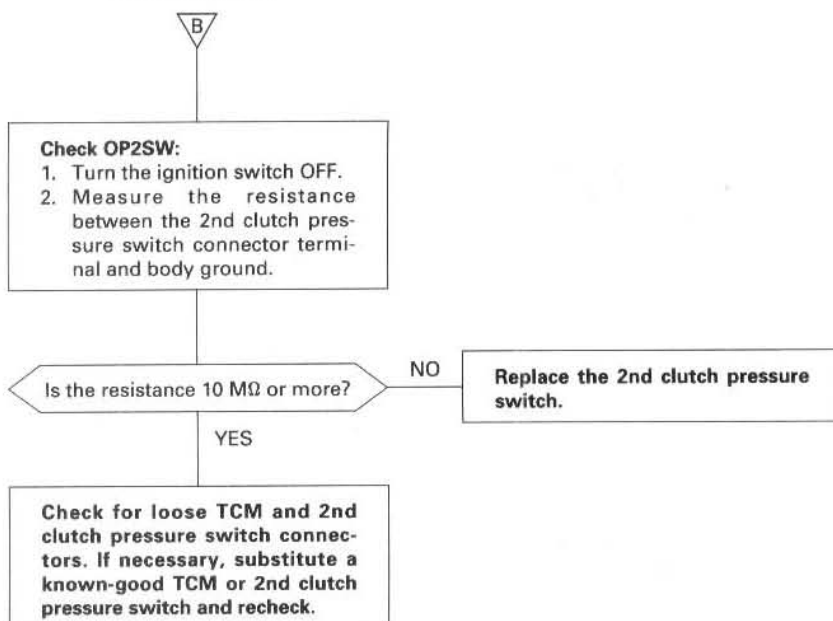 B
Check OP2SW:
1. Turn the ignition switch OFF.
2. Measure the resistance
between the 2nd clutch pres-
sure switch connector termi-
nal and body ground.
Is the resistance 10 MΩ or more?
NO
Replace the 2nd clutch pressure
switch.
YES
Check for loose TCM and 2nd
clutch pressure switch connec-
tors. If necessary, substitute a
known-good TCM or 2nd clutch
pressure switch and recheck.